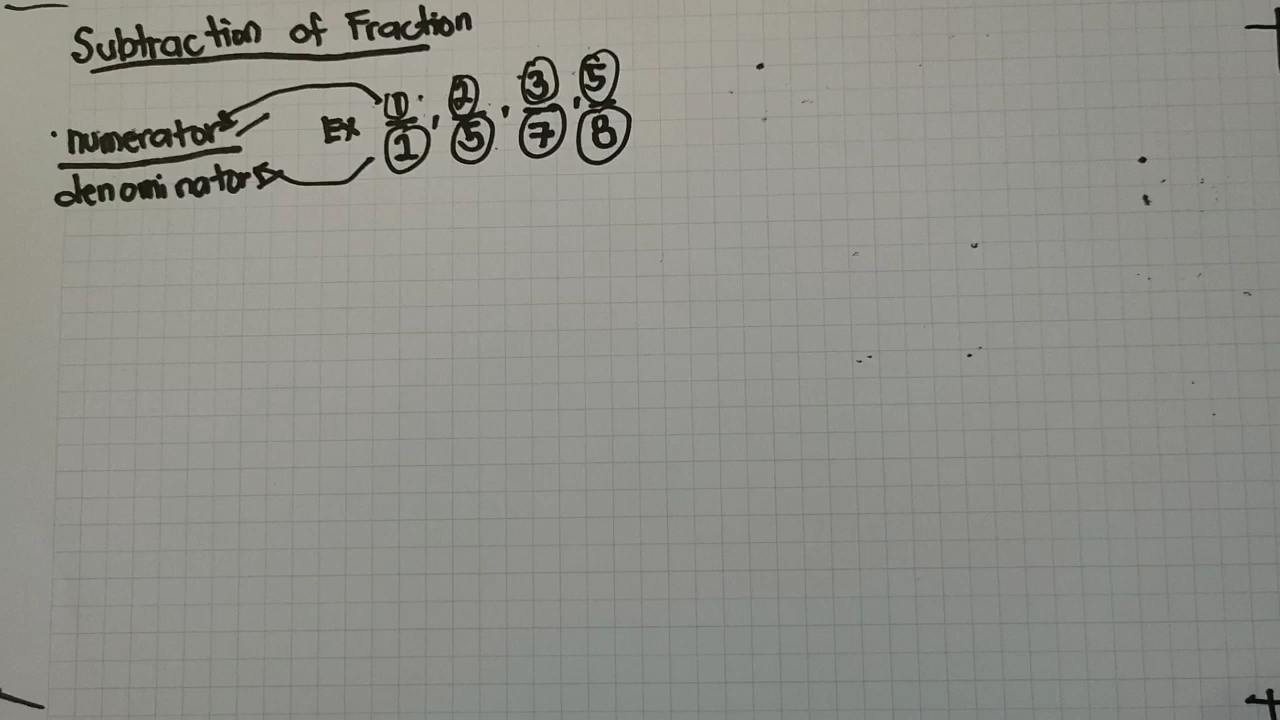 Subtraction of Fraction
numerators Ex 1/1, 2/5, 3/7, 5/8
denominators